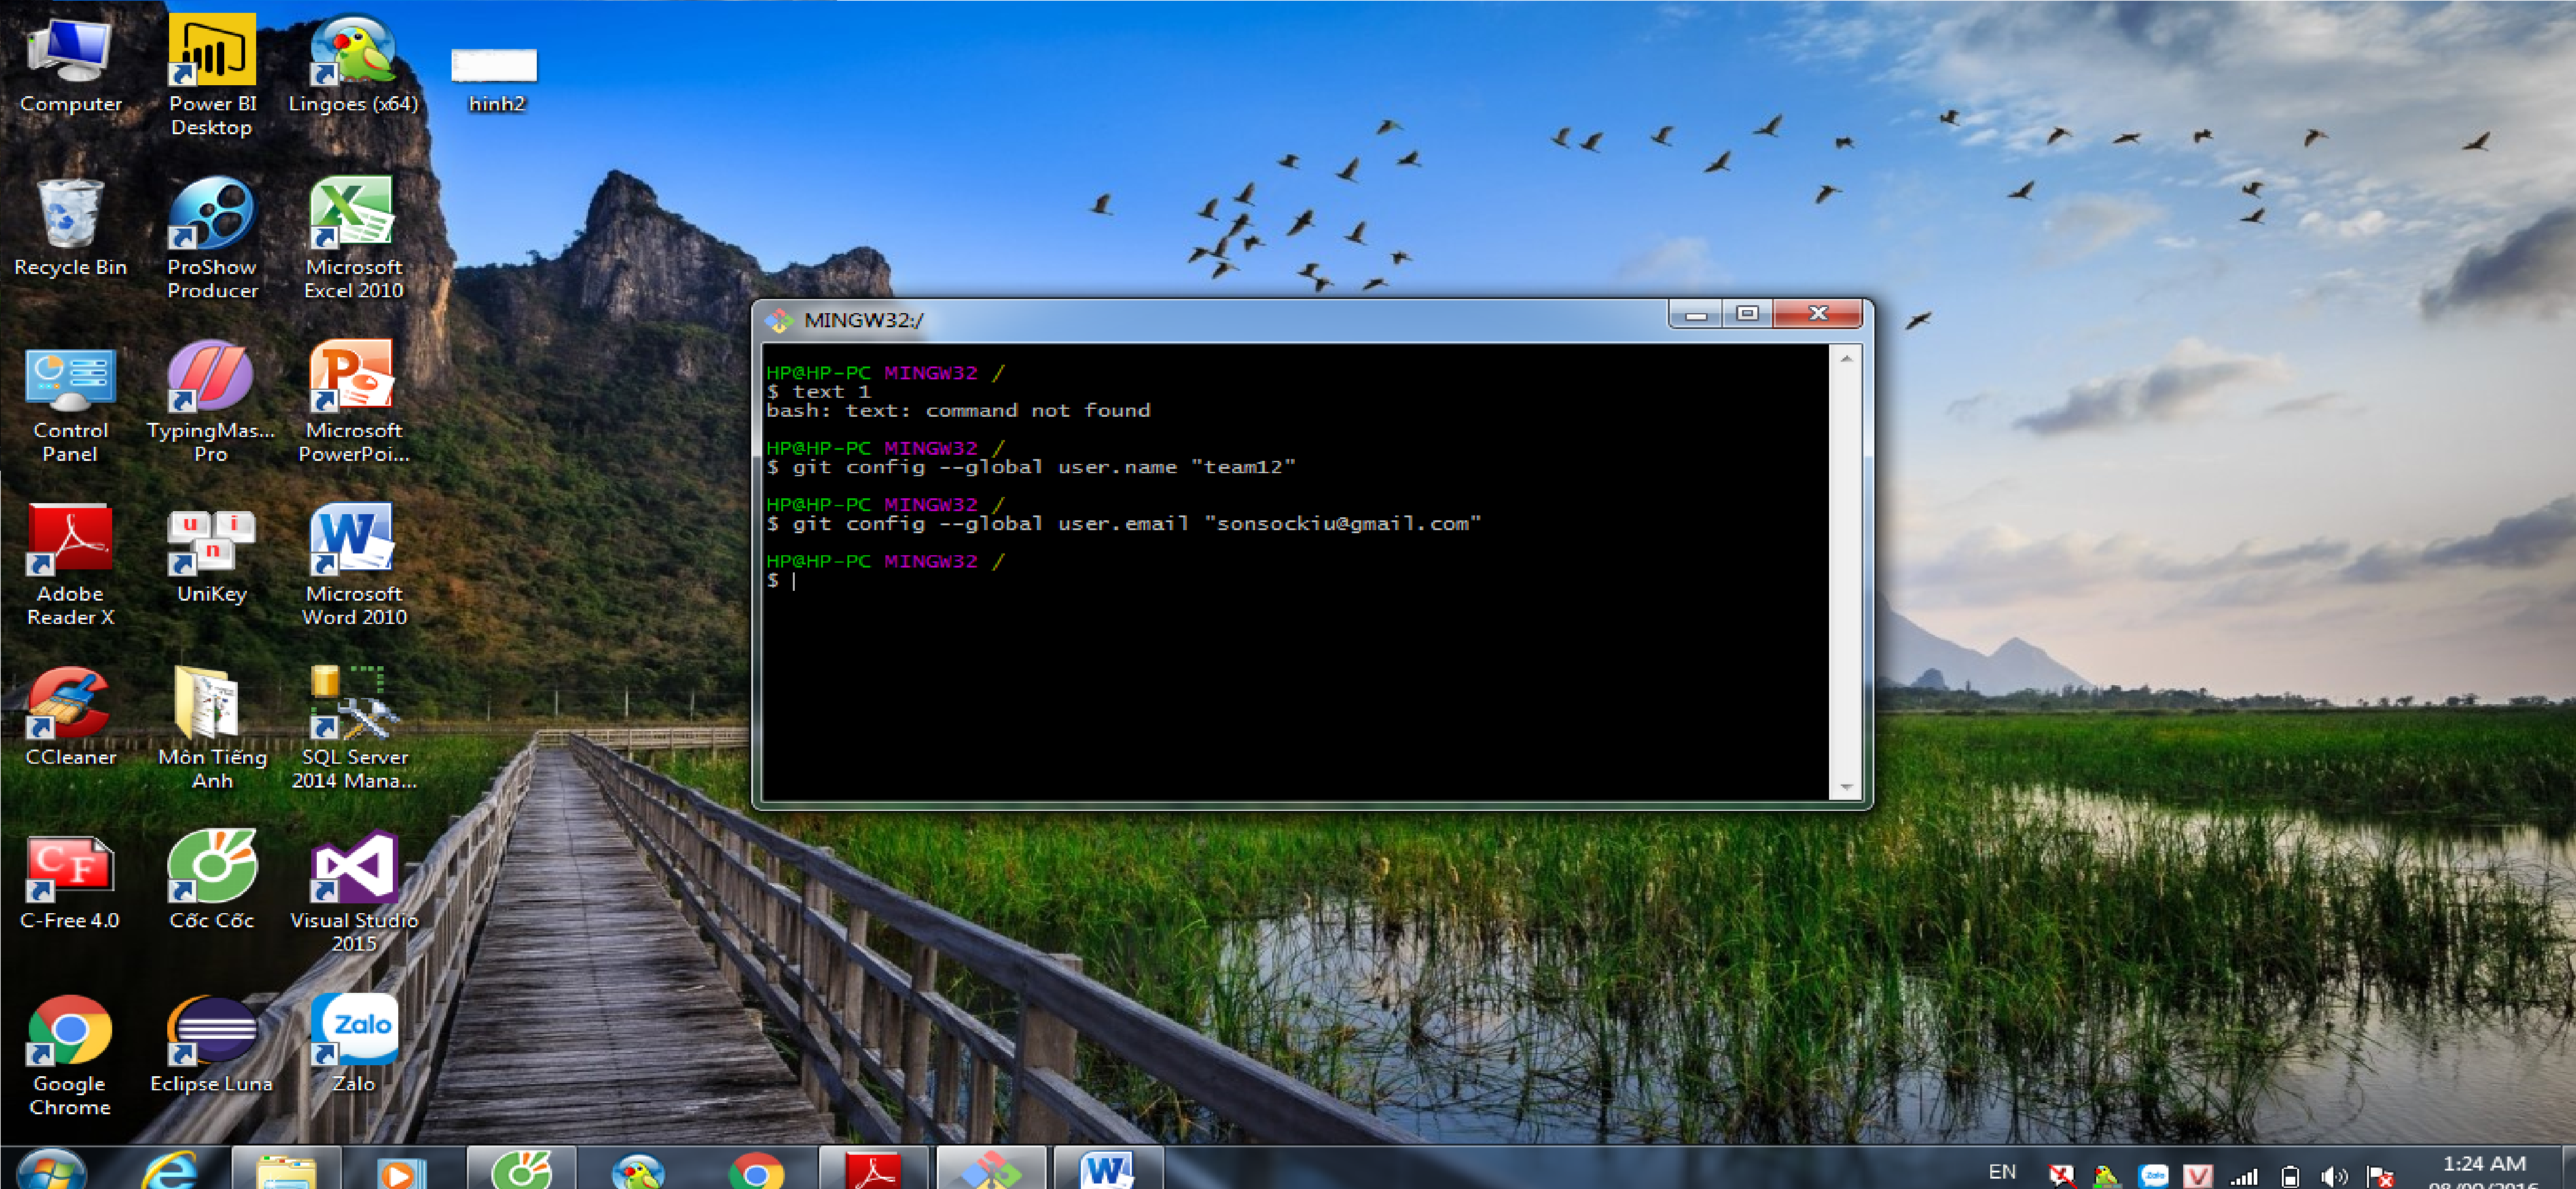 Computer
Power BI
Desktop
Lingoes (x64)
hinh2
Recycle Bin
ProShow
Producer
Microsoft
Excel 2010
Control
Panel
TypingMas...
Pro
Microsoft
PowerPoi...
Adobe
Reader X
u i
n
UniKey
W
Microsoft
Word 2010
CCleaner
Môn Tiếng
Anh
SQL Server
2014 Mana...
CF
C-Free 4.0
Cốc Cốc
Visual Studio
2015
Google
Chrome
Eclipse Luna
Zalo
Zalo
MINGW32:/
HP@HP-PC MINGW32 /
$ text 1
bash: text: command not found
HP@HP-PC MINGW32 /
$ git config --global user.name "team12"
HP@HP-PC MINGW32 /
$ git config --global user.email "sonsockiu@gmail.com"
HP@HP-PC MINGW32 /
$
EN
1:24 AM